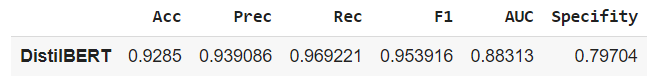 Acc Prec Rec F1 AUC Specifity
DistilBERT 0.9285 0.939086 0.969221 0.953916 0.88313 0.79704